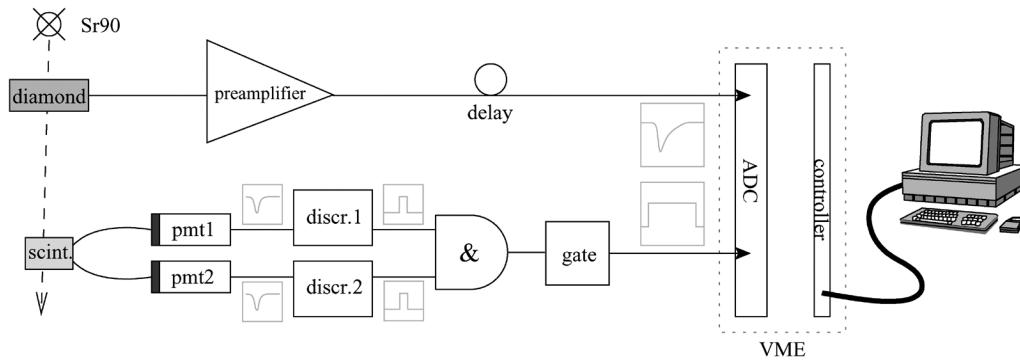 Sr90
diamond
preamplifier
delay
ADC
controller
scint.
pmt1
discr.1
&
gate
pmt2
discr.2
VME